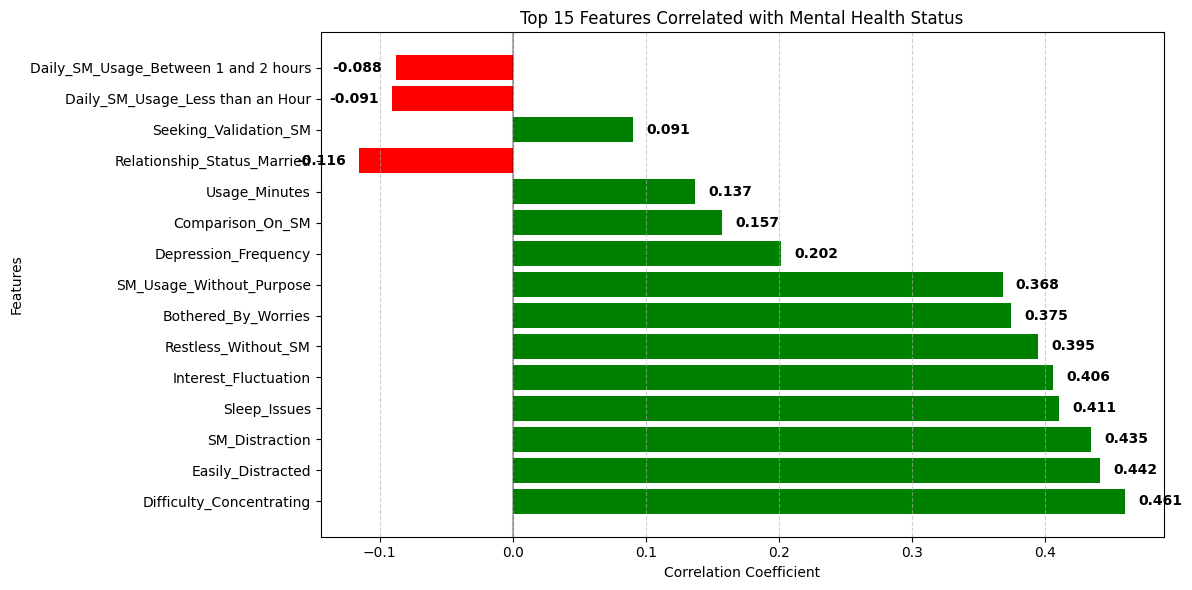 Top 15 Features Correlated with Mental Health Status
Features
Daily_SM_Usage_Between 1 and 2 hours -0.088
Daily_SM_Usage_Less than an Hour -0.091
Seeking_Validation_SM 0.091
Relationship_Status_Married -0.116
Usage_Minutes 0.137
Comparison_On_SM 0.157
Depression_Frequency 0.202
SM_Usage_Without_Purpose 0.368
Bothered_By_Worries 0.375
Restless_Without_SM 0.395
Interest_Fluctuation 0.406
Sleep_Issues 0.411
SM_Distraction 0.435
Easily_Distracted 0.442
Difficulty_Concentrating 0.461
−0.1 0.0 0.1 0.2 0.3 0.4
Correlation Coefficient